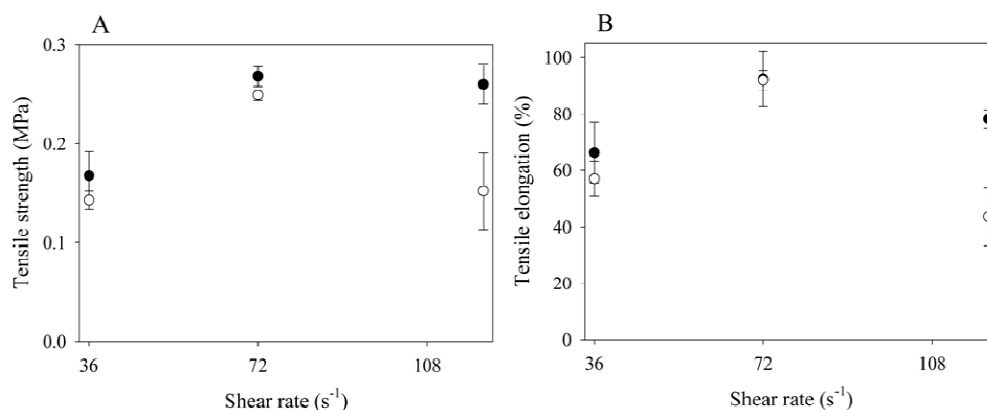 A
Tensile strength (MPa)
0.3
0.2
0.1
0.0
36
72
108
Shear rate (s⁻¹)
B
Tensile elongation (%)
100
80
60
40
20
0
36
72
108
Shear rate (s⁻¹)